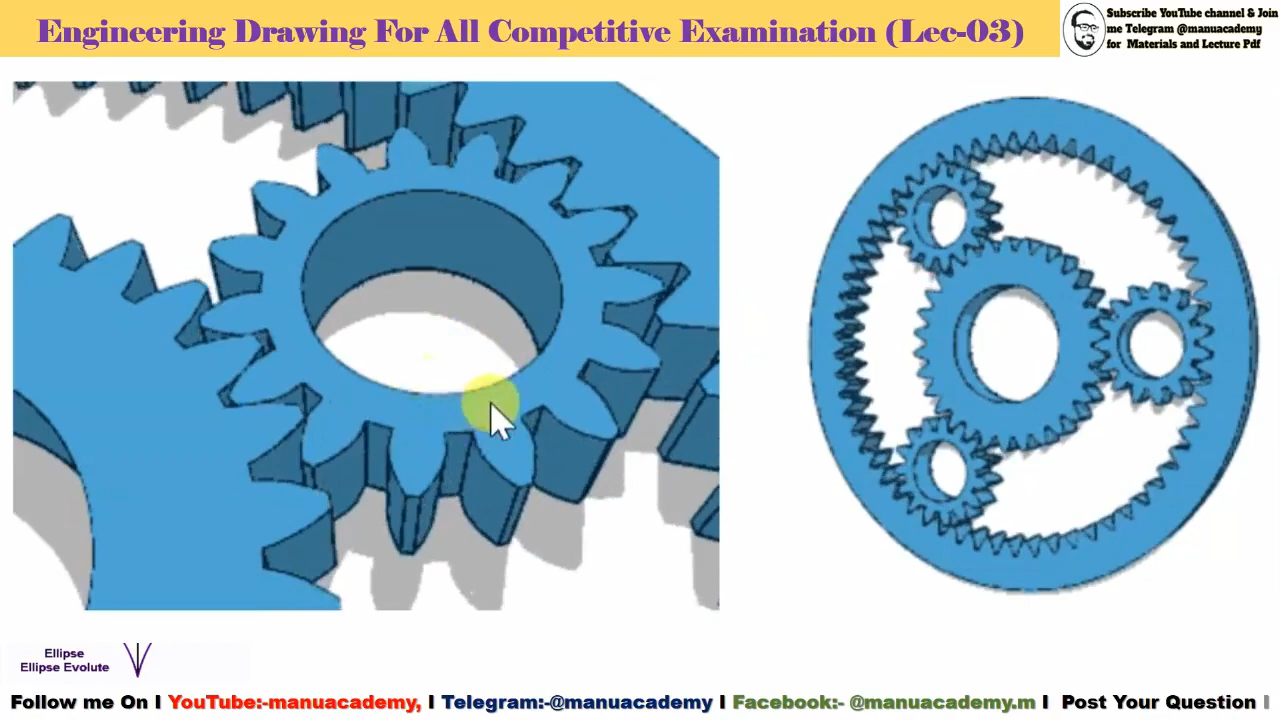 Engineering Drawing For All Competitive Examination (Lec-03)
Subscribe YouTube channel & Join
me Telegram @manuacademy
for Materials and Lecture Pdf
Ellipse
Ellipse Evolute
Follow me On I YouTube:-manuacademy, I Telegram:-@manuacademy I Facebook:- @manuacademy.m I Post Your Question I